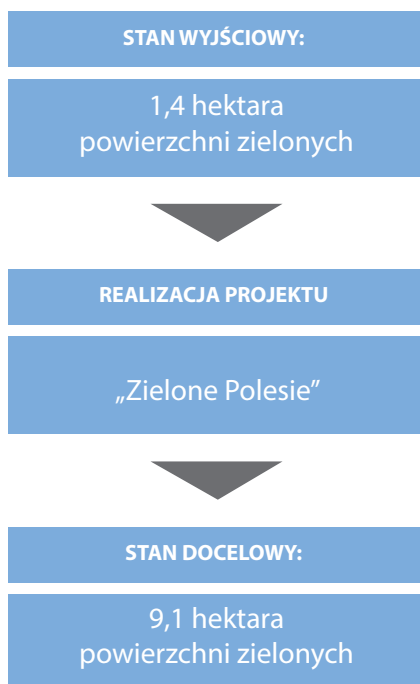 STAN WYJŚCIOWY:
1,4 hektara
powierzchni zielonych
REALIZACJA PROJEKTU
„Zielone Polesie”
STAN DOCELOWY:
9,1 hektara
powierzchni zielonych